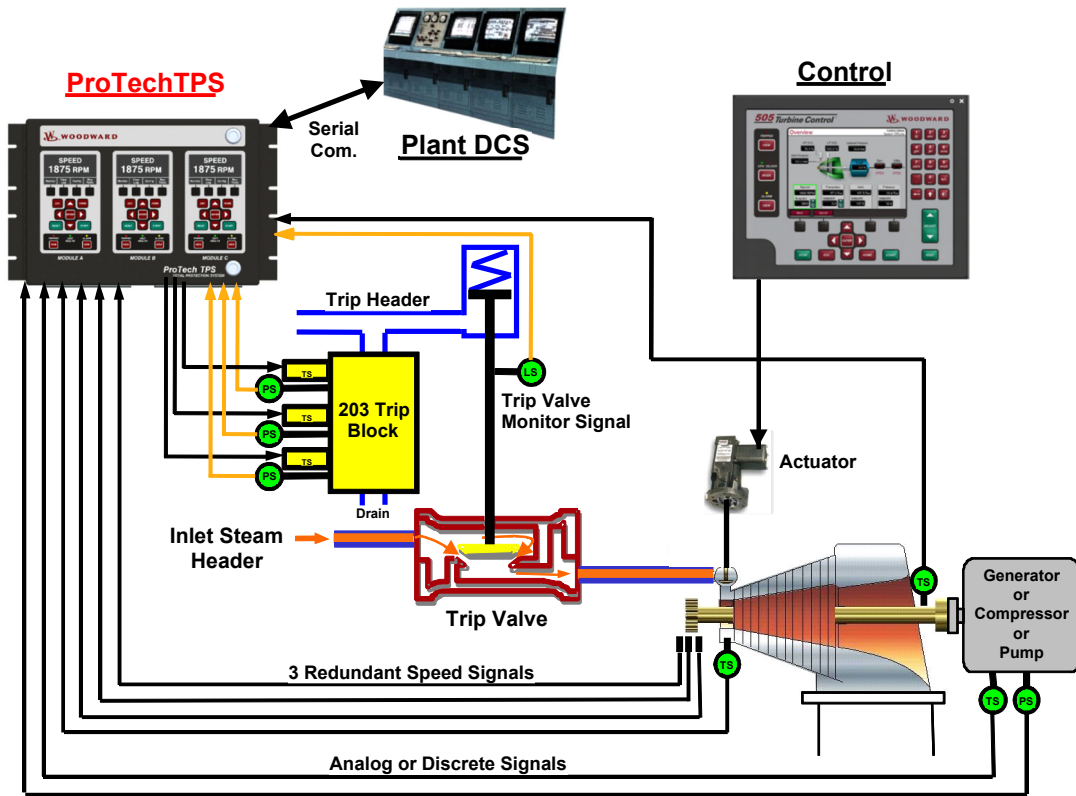 ProTechTPS
Serial
Com.
Plant DCS
Control
WOODWARD
SPEED
1875 RPM
SPEED
1875 RPM
SPEED
1875 RPM
MODULE A
MODULE B
MODULE C
ProTech TPS
505 Turbine Control
WOODWARD
Overview
Trip Header
TS
PS
TS
PS
TS
PS
203 Trip
Block
Drain
LS
Trip Valve
Monitor Signal
Actuator
Inlet Steam
Header
Trip Valve
TS
TS
Generator
or
Compressor
or
Pump
TS
PS
3 Redundant Speed Signals
Analog or Discrete Signals